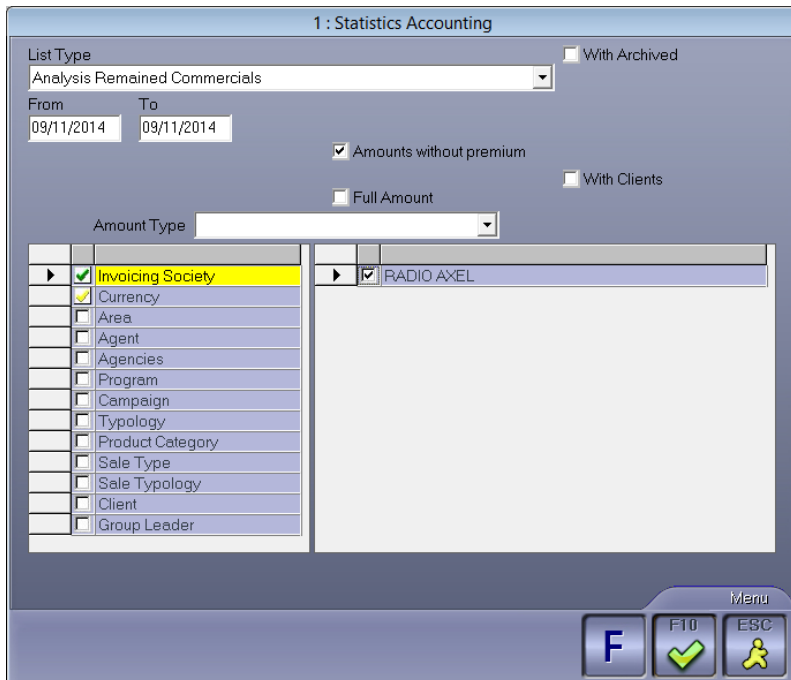 1 : Statistics Accounting
List Type
With Archived
Analysis Remained Commercials
From To
09/11/2014 09/11/2014
Amounts without premium
With Clients
Full Amount
Amount Type
Invoicing Society
RADIO AXEL
Currency
Area
Agent
Agencies
Program
Campaign
Typology
Product Category
Sale Type
Sale Typology
Client
Group Leader
Menu
F F10 ESC